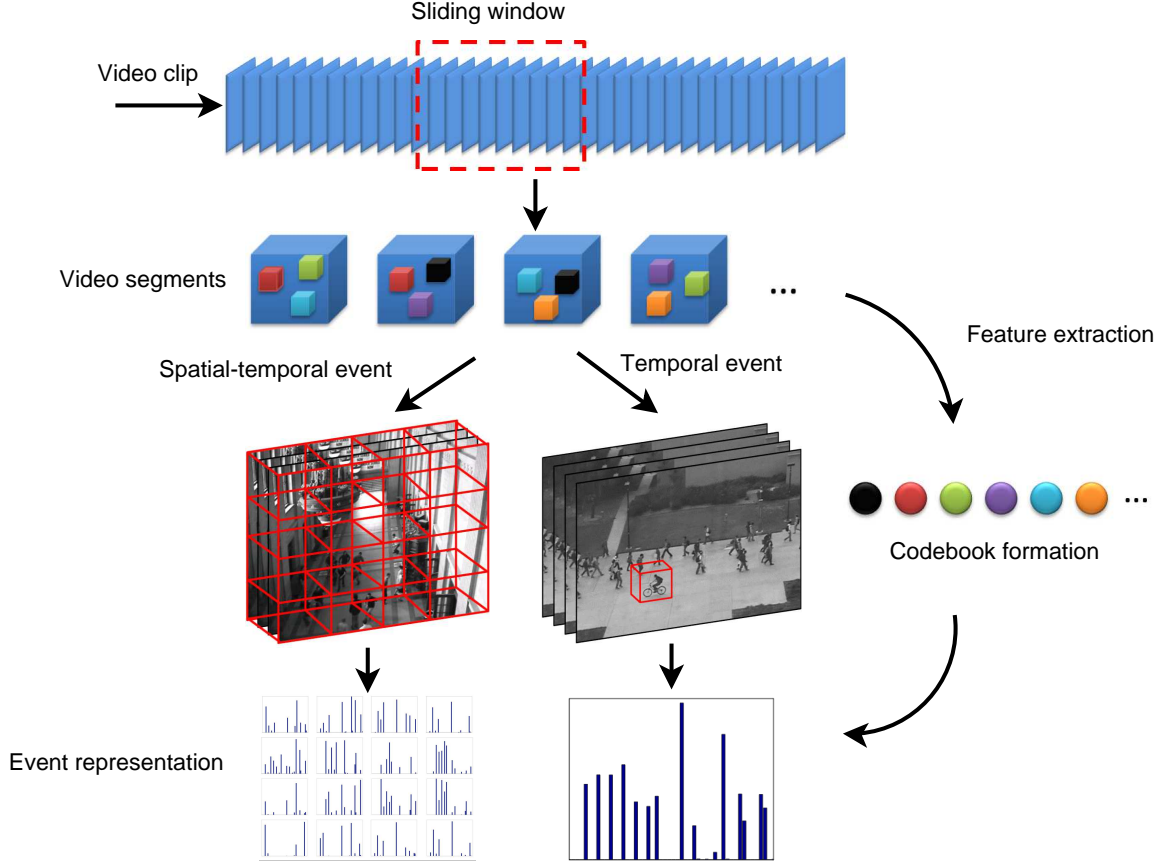 Sliding window
Video clip
Video segments
...
Feature extraction
Spatial-temporal event
Temporal event
...
Codebook formation
Event representation